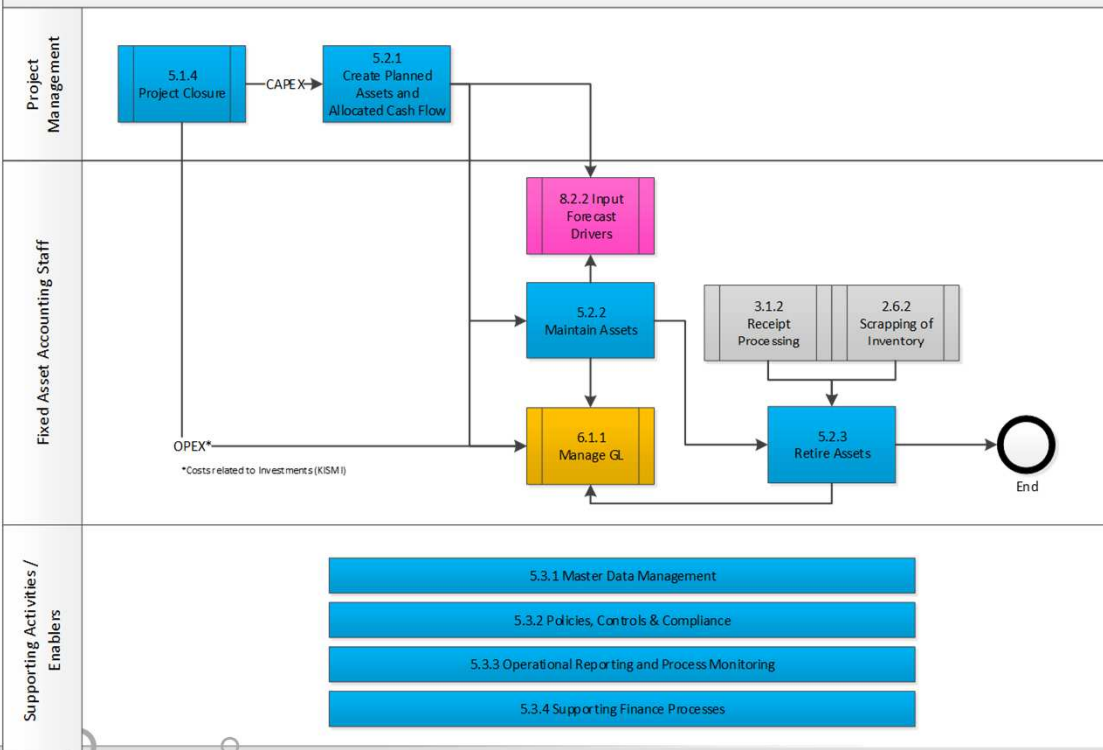 Project
Management
5.1.4
Project Closure
CAPEX
5.2.1
Create Planned
Assets and
Allocated Cash Flow
Fixed Asset Accounting Staff
8.2.2 Input
Forecast
Drivers
5.2.2
Maintain Assets
3.1.2
Receipt
Processing
2.6.2
Scrapping of
Inventory
OPEX*
*Costs related to Investments (KISMI)
6.1.1
Manage GL
5.2.3
Retire Assets
End
Supporting Activities /
Enablers
5.3.1 Master Data Management
5.3.2 Policies, Controls & Compliance
5.3.3 Operational Reporting and Process Monitoring
5.3.4 Supporting Finance Processes